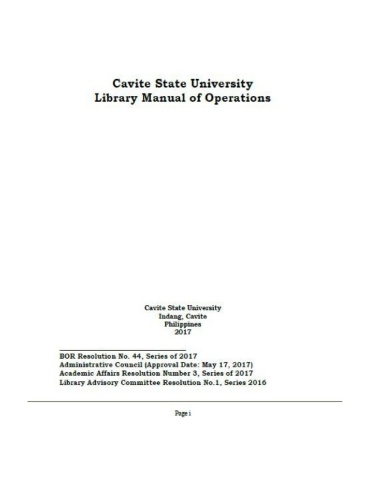 Cavite State University
Library Manual of Operations
Cavite State University
Indang, Cavite
Philippines
2017
BOR Resolution No. 44, Series of 2017
Administrative Council (Approval Date: May 17, 2017)
Academic Affairs Resolution Number 3, Series of 2017
Library Advisory Committee Resolution No.1, Series 2016
Page i